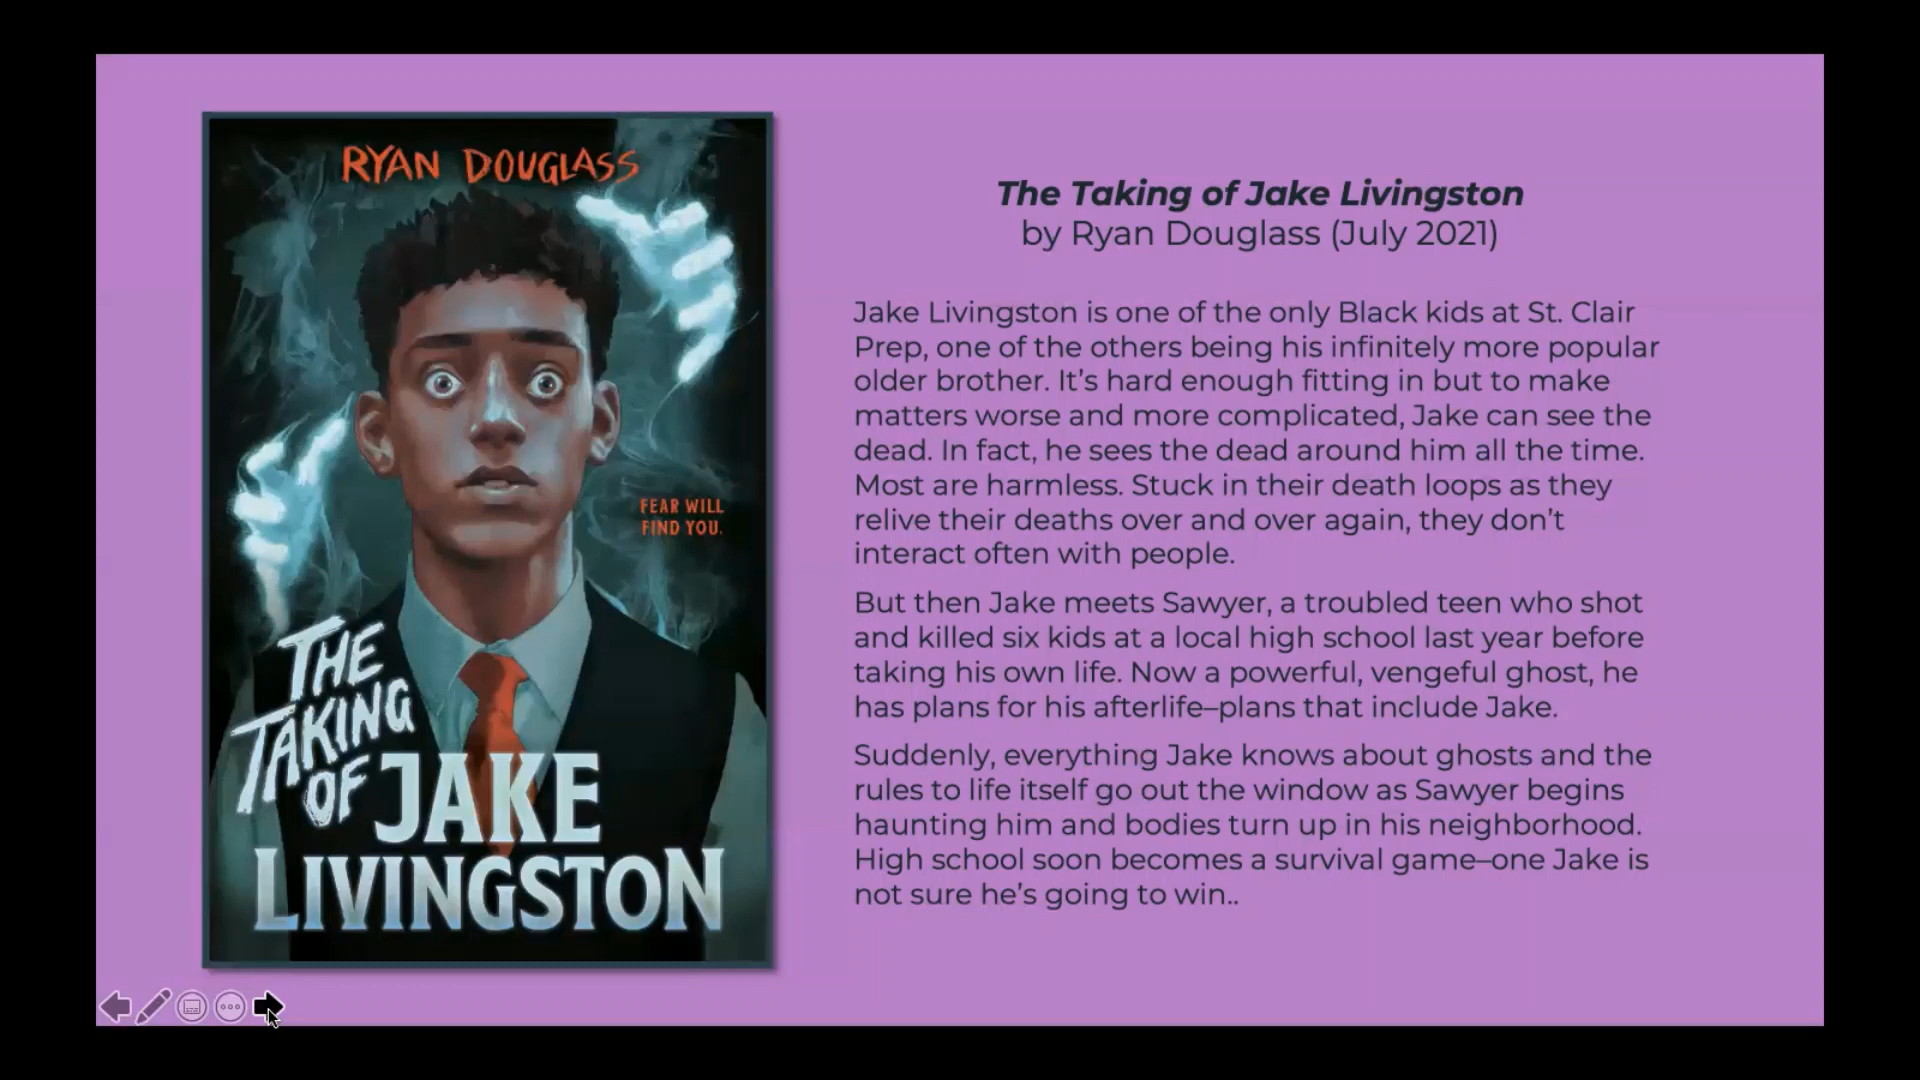 RYAN DOUGLASS
FEAR WILL
FIND YOU.
THE
TAKING
OF JAKE
LIVINGSTON
The Taking of Jake Livingston
by Ryan Douglass (July 2021)
Jake Livingston is one of the only Black kids at St. Clair
Prep, one of the others being his infinitely more popular
older brother. It’s hard enough fitting in but to make
matters worse and more complicated, Jake can see the
dead. In fact, he sees the dead around him all the time.
Most are harmless. Stuck in their death loops as they
relive their deaths over and over again, they don’t
interact often with people.
But then Jake meets Sawyer, a troubled teen who shot
and killed six kids at a local high school last year before
taking his own life. Now a powerful, vengeful ghost, he
has plans for his afterlife–plans that include Jake.
Suddenly, everything Jake knows about ghosts and the
rules to life itself go out the window as Sawyer begins
haunting him and bodies turn up in his neighborhood.
High school soon becomes a survival game–one Jake is
not sure he’s going to win..